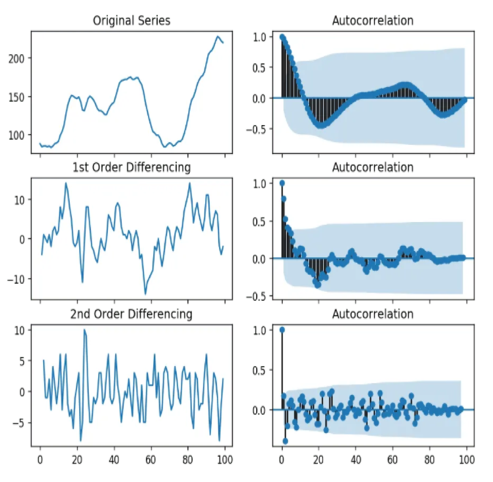 Original Series
Autocorrelation
200
150
100
1.0
0.5
0.0
−0.5
1st Order Differencing
Autocorrelation
10
0
−10
1.0
0.5
0.0
−0.5
2nd Order Differencing
Autocorrelation
10
5
0
−5
1.0
0.5
0.0
0 20 40 60 80 100
0 20 40 60 80 100